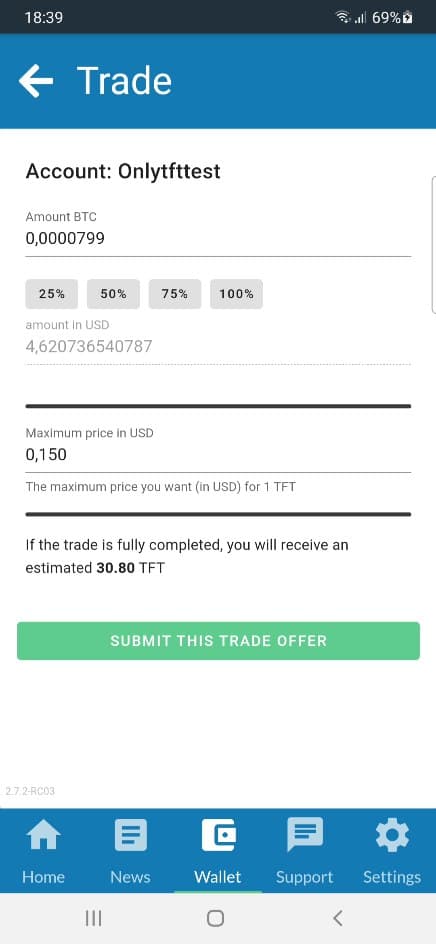 18:39 69%
Trade
Account: Onlytfttest
Amount BTC
0,0000799
25% 50% 75% 100%
amount in USD
4,620736540787
Maximum price in USD
0,150
The maximum price you want (in USD) for 1 TFT
If the trade is fully completed, you will receive an
estimated 30.80 TFT
SUBMIT THIS TRADE OFFER
2.7.2-RC03
Home News Wallet Support Settings